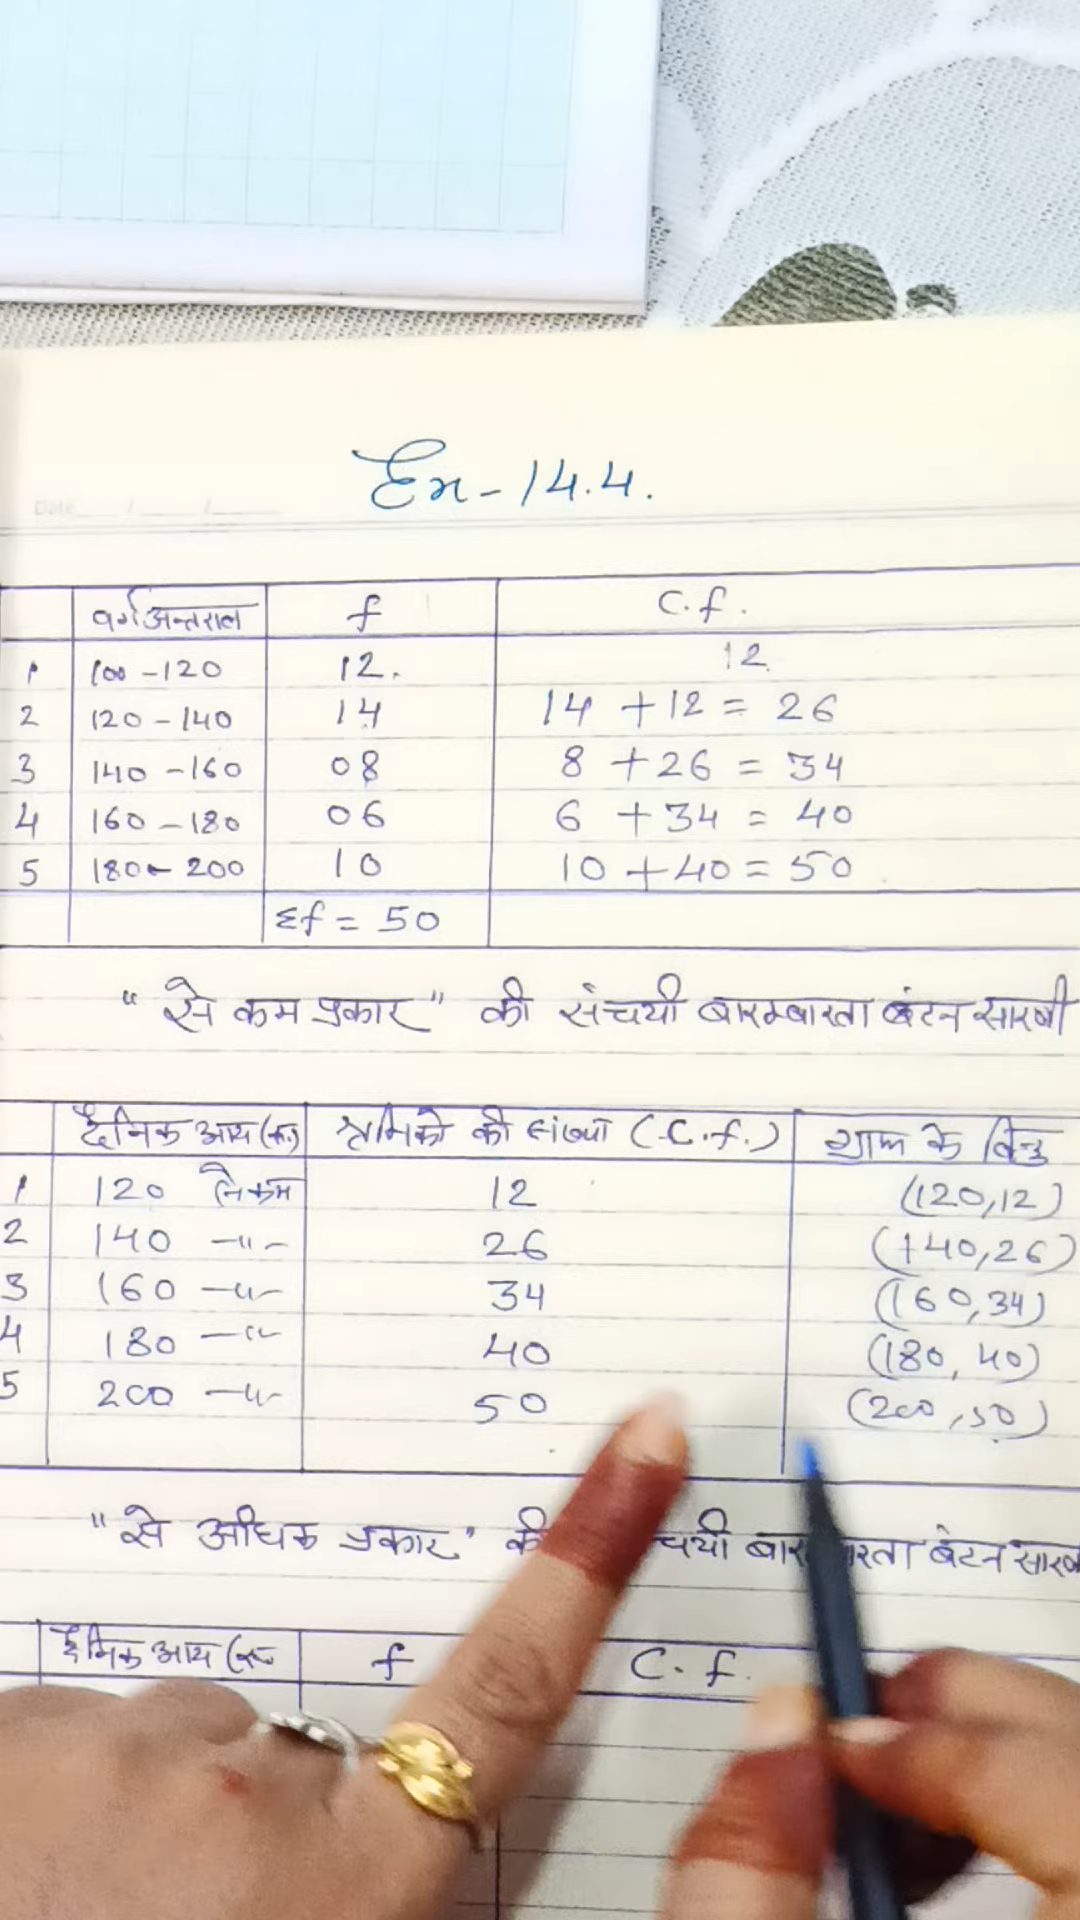 Date / /
Ex-14.4.
वर्गअन्तराल f C.f.
1 100-120 12. 12
2 120-140 14 14+12=26
3 140-160 08 8+26=34
4 160-180 06 6+34=40
5 180-200 10 10+40=50
Σf=50
"से कम प्रकार" की संचयी बारम्बारता बंटन सारणी
दैनिक आय (रू.) श्रमिकों की संख्या (C.f.) ग्राफ के बिन्दु
1 120 से कम 12 (120,12)
2 140 -"- 26 (140,26)
3 160 -"- 34 (160,34)
4 180 -"- 40 (180,40)
5 200 -"- 50 (200,50)
"से अधिक प्रकार" की बंटन
दैनिक आय (रू f C.f.